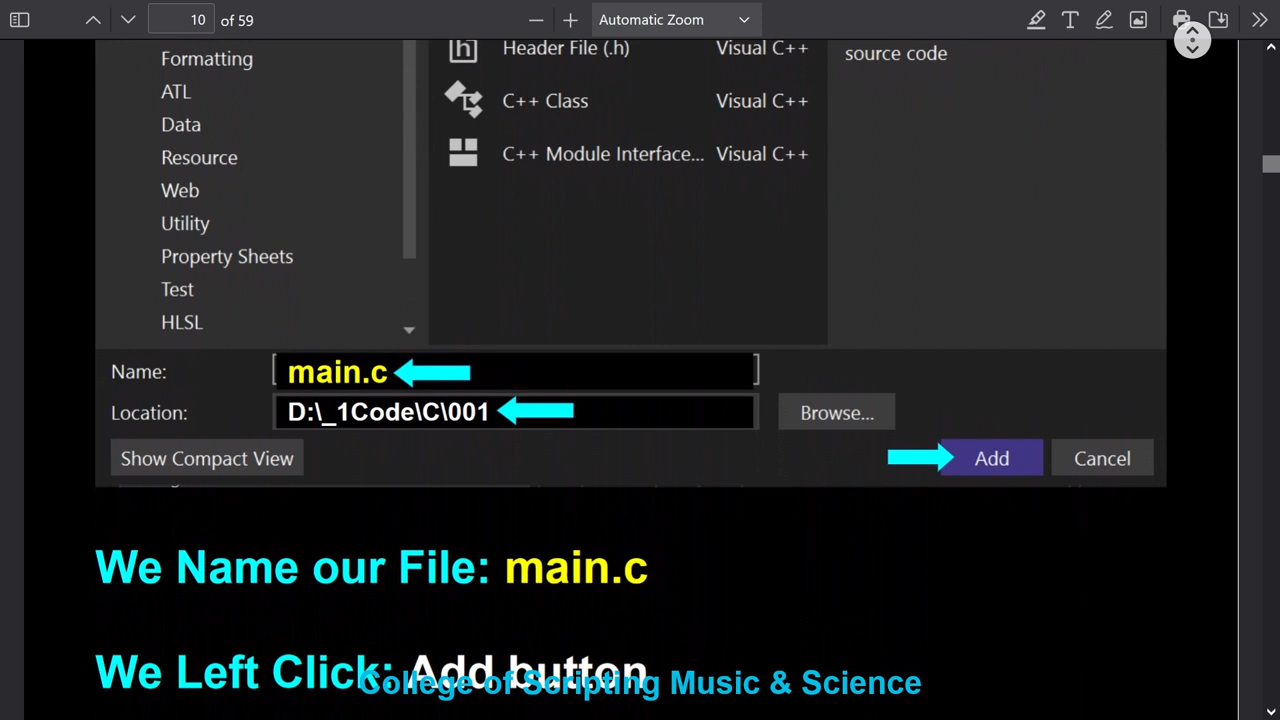 10 of 59
Automatic Zoom
Formatting
ATL
Data
Resource
Web
Utility
Property Sheets
Test
HLSL
Header File (.h) Visual C++
C++ Class Visual C++
C++ Module Interface... Visual C++
source code
Name: main.c
Location: D:\_1Code\C\001 Browse...
Show Compact View Add Cancel
We Name our File: main.c
We Left Click: Add button
College of Scripting Music & Science